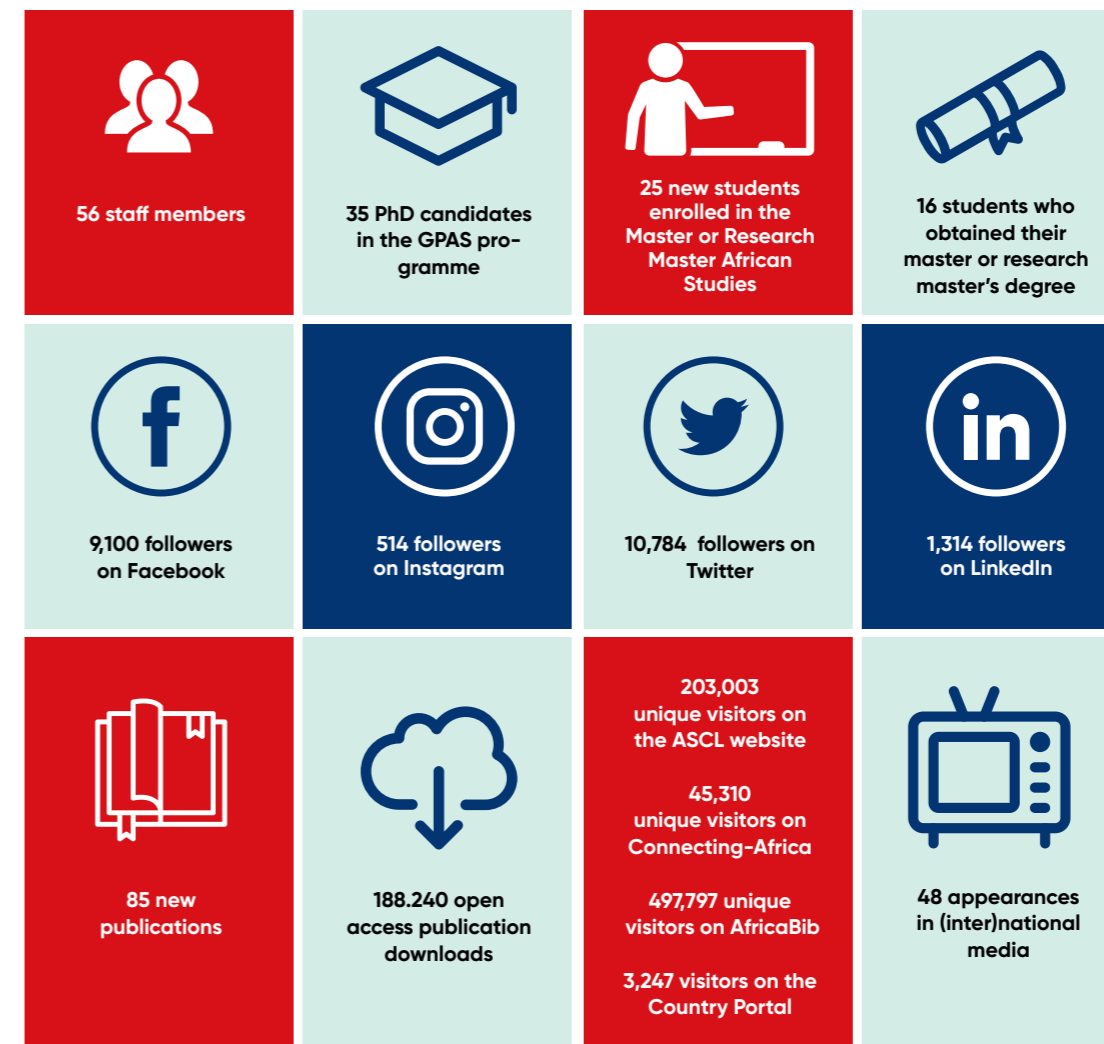 56 staff members
35 PhD candidates
in the GPAS pro-
gramme
25 new students
enrolled in the
Master or Research
Master African
Studies
16 students who
obtained their
master or research
master's degree
f
9,100 followers
on Facebook
514 followers
on Instagram
10,784 followers on
Twitter
in
1,314 followers
on LinkedIn
85 new
publications
188.240 open
access publication
downloads
203,003
unique visitors on
the ASCL website
45,310
unique visitors on
Connecting-Africa
497,797 unique
visitors on AfricaBib
3,247 visitors on the
Country Portal
48 appearances
in (inter)national
media